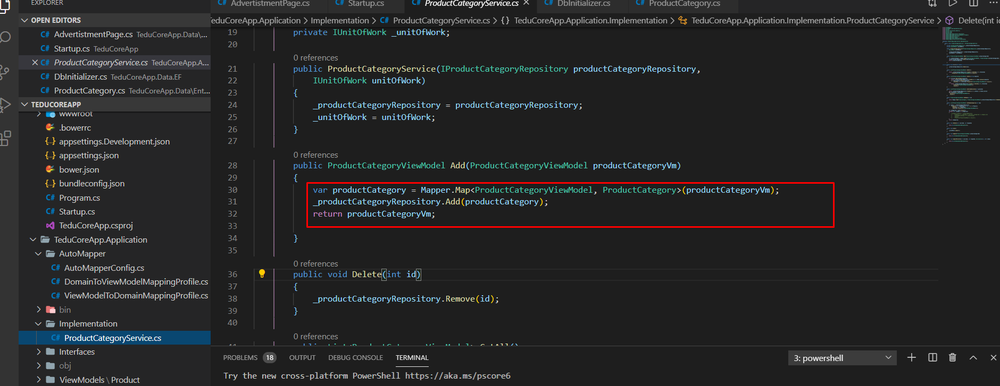 EXPLORER
OPEN EDITORS
C# AdvertistmentPage.cs TeduCoreApp.Data\...
C# Startup.cs TeduCoreApp
C# ProductCategoryService.cs TeduCoreApp.A...
C# DbInitializer.cs TeduCoreApp.Data.EF
C# ProductCategory.cs TeduCoreApp.Data\Ent...
TEDUCOREAPP
wwwroot
.bowerrc
{..} appsettings.Development.json
{..} appsettings.json
bower.json
{..} bundleconfig.json
C# Program.cs
C# Startup.cs
TeduCoreApp.csproj
TeduCoreApp.Application
AutoMapper
C# AutoMapperConfig.cs
C# DomainToViewModelMappingProfile.cs
C# ViewModelToDomainMappingProfile.cs
bin
Implementation
C# ProductCategoryService.cs
Interfaces
obj
ViewModels \ Product
C# AdvertistmentPage.cs C# Startup.cs C# ProductCategoryService.cs C# DbInitializer.cs C# ProductCategory.cs
TeduCoreApp.Application > Implementation > C# ProductCategoryService.cs > {} TeduCoreApp.Application.Implementation > TeduCoreApp.Application.Implementation.ProductCategoryService > Delete(int id
19 private IUnitOfWork _unitOfWork;
20
0 references
21 public ProductCategoryService(IProductCategoryRepository productCategoryRepository,
22 IUnitOfWork unitOfWork)
23 {
24 _productCategoryRepository = productCategoryRepository;
25 _unitOfWork = unitOfWork;
26 }
27
0 references
28 public ProductCategoryViewModel Add(ProductCategoryViewModel productCategoryVm)
29 {
30 var productCategory = Mapper.Map<ProductCategoryViewModel, ProductCategory>(productCategoryVm);
31 _productCategoryRepository.Add(productCategory);
32 return productCategoryVm;
33
34 }
35
0 references
36 public void Delete(int id)
37 {
38 _productCategoryRepository.Remove(id);
39 }
40
0 references
41 public List<ProductCategoryViewModel> GetAll()
PROBLEMS 18 OUTPUT DEBUG CONSOLE TERMINAL 3: powershell
Try the new cross-platform PowerShell https://aka.ms/pscore6